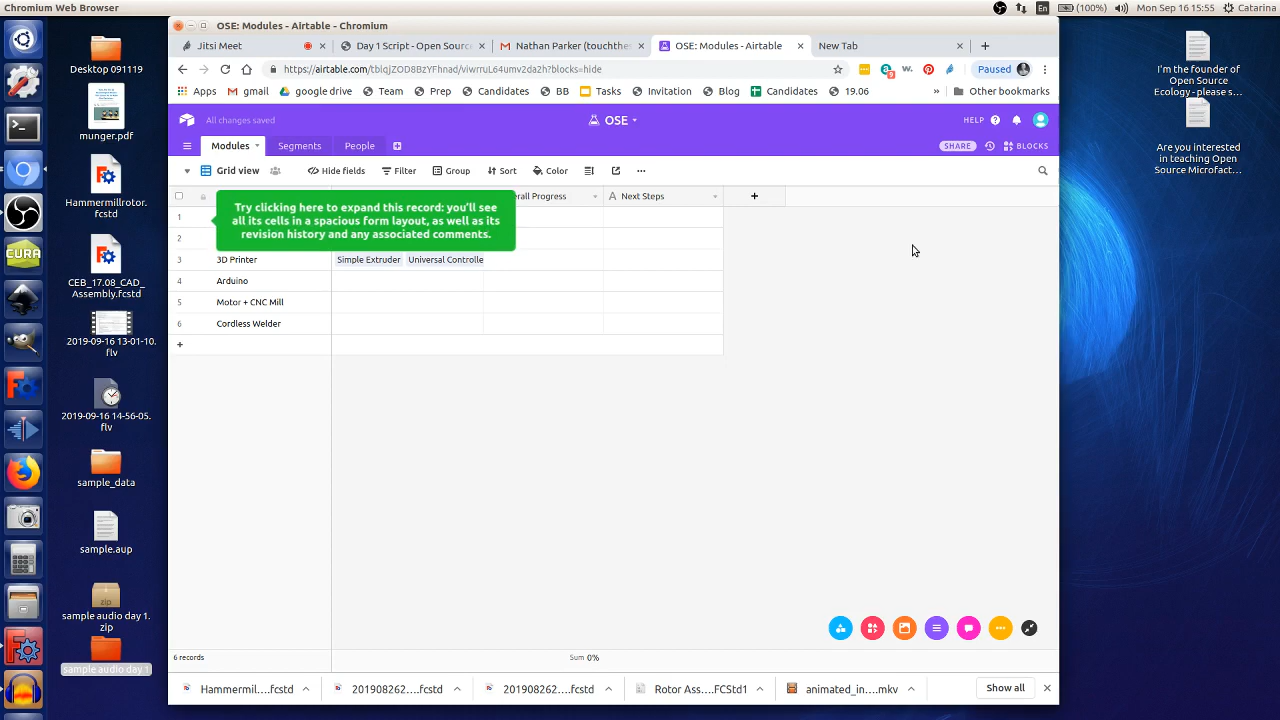 Chromium Web Browser
En
(100%)
Mon Sep 16 15:55
Catarina
OSE: Modules - Airtable - Chromium
Jitsi Meet
Day 1 Script - Open Sourc
Nathan Parker-touchthe
OSE: Modules - Airtable
New Tab
Paused
Apps
gmail
google drive
Team
Prep
Candidates
BB
Tasks
Invitation
Blog
Candid
19.06
»
Other bookmarks
All changes saved
OSE
HELP
Modules
Segments
People
SHARE
BLOCKS
Grid view
Hide fields
Filter
Group
Sort
Color
Try clicking here to expand this record: you'll see
all its cells in a spacious form layout, as well as its
revision history and any associated comments.
erall Progress
A Next Steps
1
2
3 3D Printer Simple Extruder Universal Controlle
4 Arduino
5 Motor + CNC Mill
6 Cordless Welder
+
6 records
Sum 0%
Hammermil....fcstd
201908262....fcstd
201908262....fcstd
Rotor Ass....FCStd1
animated_in....mkv
Show all
Desktop 091119
munger.pdf
Hammermillrotor.
fcstd
CEB_17.08_CAD_
Assembly.fcstd
2019-09-16 13-01-10.
flv
2019-09-16 14-56-05.
flv
sample_data
sample.aup
zip
sample audio day 1.
zip
sample audio day 1
CURA
I'm the founder of
Open Source
Ecology - please s...
Are you interested
in teaching Open
Source Microfact...